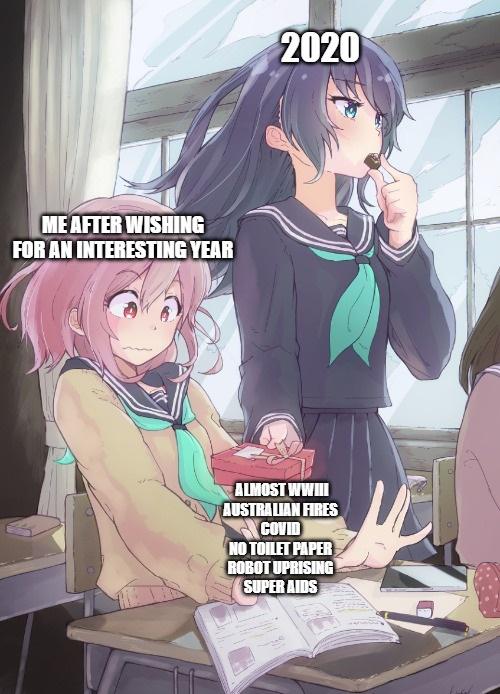 2020
ME AFTER WISHING
FOR AN INTERESTING YEAR
ALMOST WWIII
AUSTRALIAN FIRES
COVID
NO TOILET PAPER
ROBOT UPRISING
SUPER AIDS